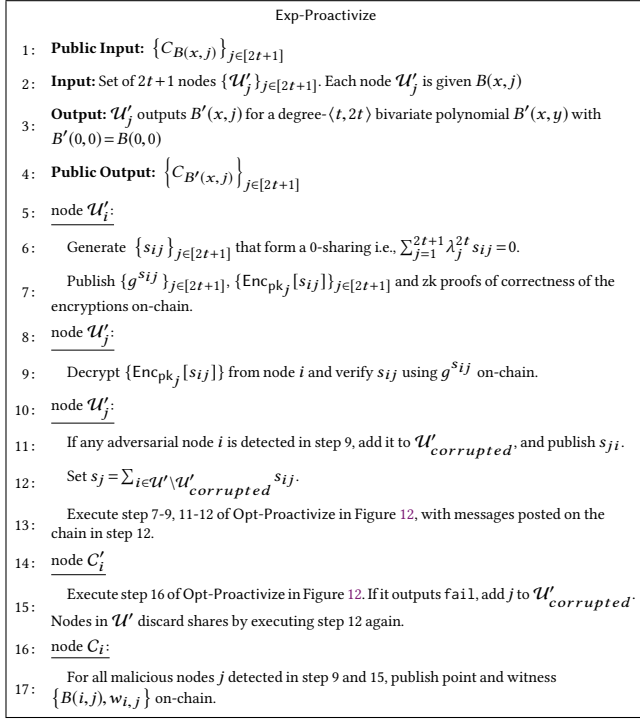 Exp-Proactivize
1: Public Input: {C_{B(x,j)}}_{j∈[2t+1]}
2: Input: Set of 2t+1 nodes {𝒰′_j}_{j∈[2t+1]}. Each node 𝒰′_j is given B(x,j)
3: Output: 𝒰′_j outputs B′(x,j) for a degree-⟨t,2t⟩ bivariate polynomial B′(x,y) with
B′(0,0)=B(0,0)
4: Public Output: {C_{B′(x,j)}}_{j∈[2t+1]}
5: node 𝒰′_i:
6: Generate {s_{ij}}_{j∈[2t+1]} that form a 0-sharing i.e., ∑_{j=1}^{2t+1} λ_j^{2t} s_{ij}=0.
7: Publish {g^{s_{ij}}}_{j∈[2t+1]}, {Enc_{pk_j}[s_{ij}]}_{j∈[2t+1]} and zk proofs of correctness of the
encryptions on-chain.
8: node 𝒰′_j:
9: Decrypt {Enc_{pk_j}[s_{ij}]} from node i and verify s_{ij} using g^{s_{ij}} on-chain.
10: node 𝒰′_j:
11: If any adversarial node i is detected in step 9, add it to 𝒰′_{corrupted}, and publish s_{ji}.
12: Set s_j=∑_{i∈𝒰′\𝒰′_{corrupted}} s_{ij}.
13: Execute step 7-9, 11-12 of Opt-Proactivize in Figure 12, with messages posted on the
chain in step 12.
14: node 𝒞′_i
15: Execute step 16 of Opt-Proactivize in Figure 12. If it outputs fail, add j to 𝒰′_{corrupted}.
Nodes in 𝒰′ discard shares by executing step 12 again.
16: node 𝒞_i:
17: For all malicious nodes j detected in step 9 and 15, publish point and witness
{B(i,j),w_{i,j}} on-chain.